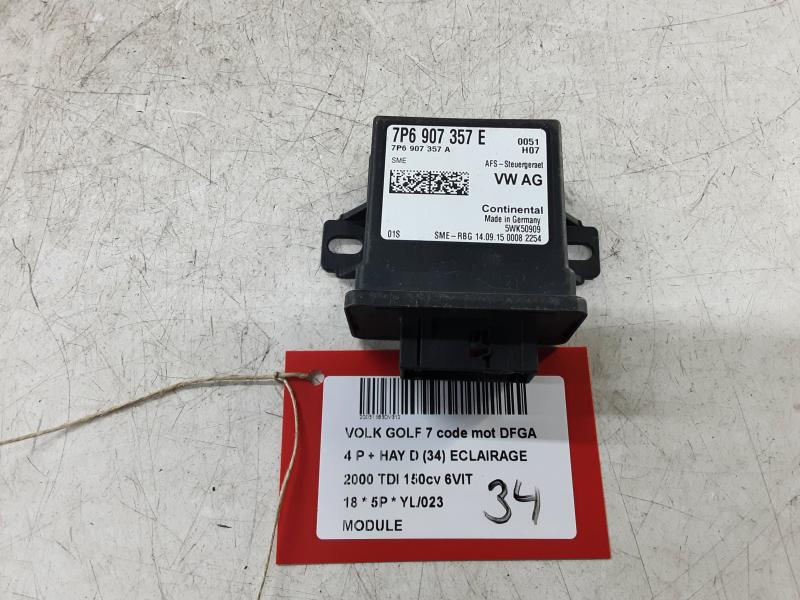 7P6 907 357 E
7P6 907 357 A
0051
H07
SME
AFS-Steuergeraet
VW AG
Continental
Made in Germany
5WK50909
01S
SME-RBG 14.09.15 0008 2254
VOLK GOLF 7 code mot DFGA
4 P + HAY D (34) ECLAIRAGE
2000 TDI 150cv 6VIT
18 * 5P * YL/023
MODULE
34